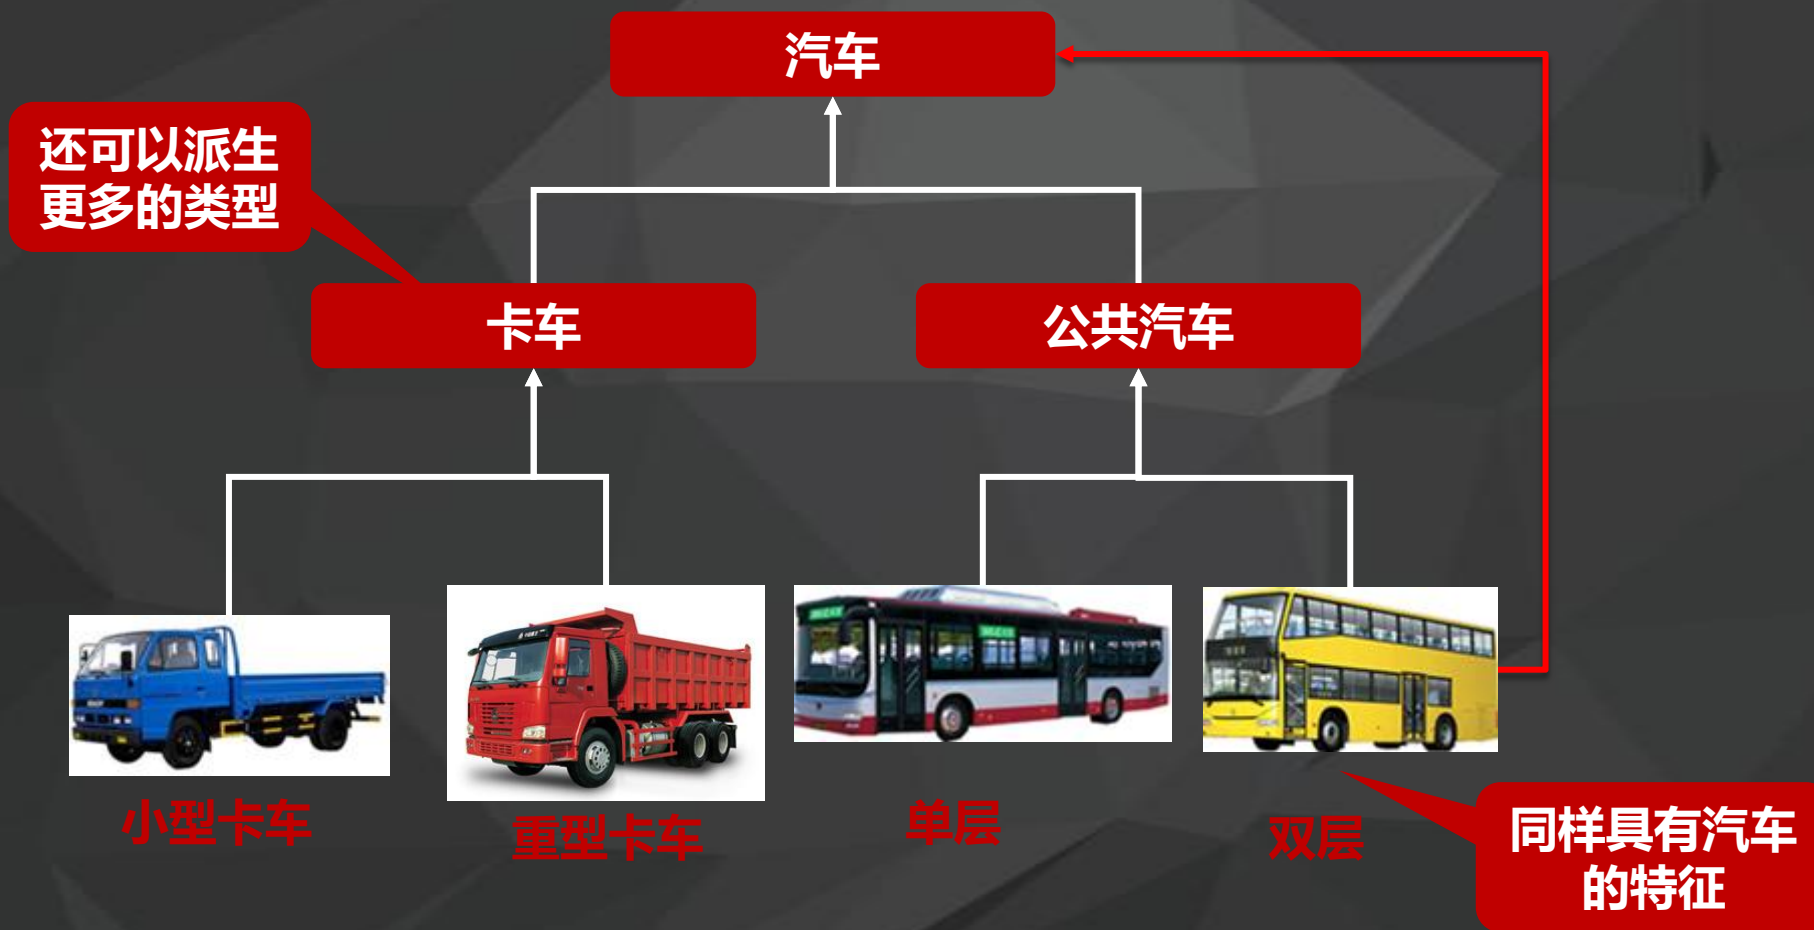 汽车
还可以派生
更多的类型
卡车
公共汽车
小型卡车
重型卡车
单层
双层
同样具有汽车
的特征